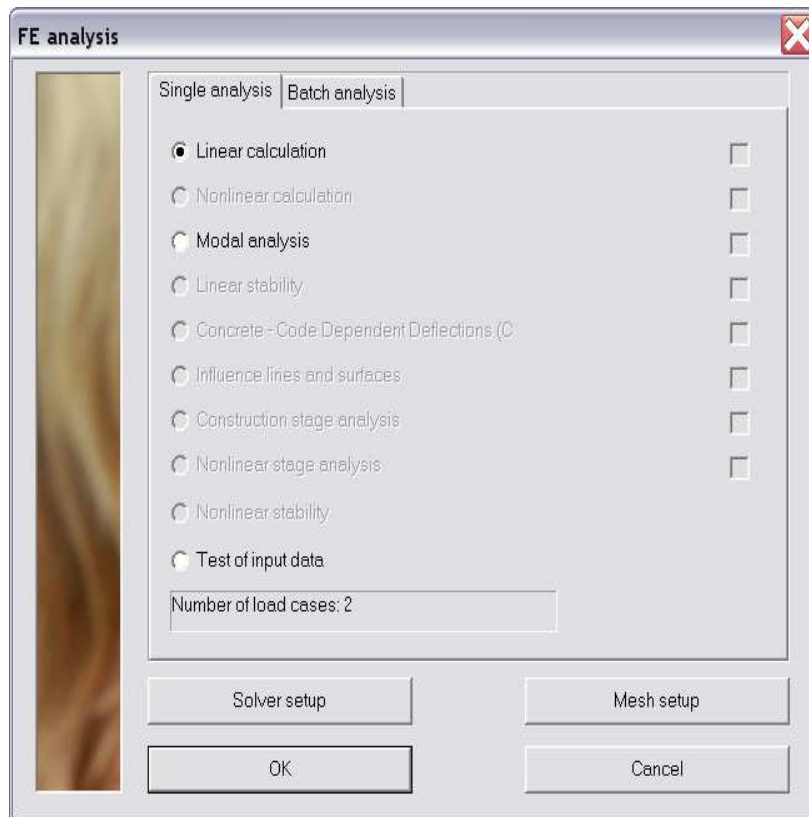 FE analysis
Single analysis
Batch analysis
Linear calculation
Nonlinear calculation
Modal analysis
Linear stability
Concrete - Code Dependent Deflections (C
Influence lines and surfaces
Construction stage analysis
Nonlinear stage analysis
Nonlinear stability
Test of input data
Number of load cases: 2
Solver setup
Mesh setup
OK
Cancel